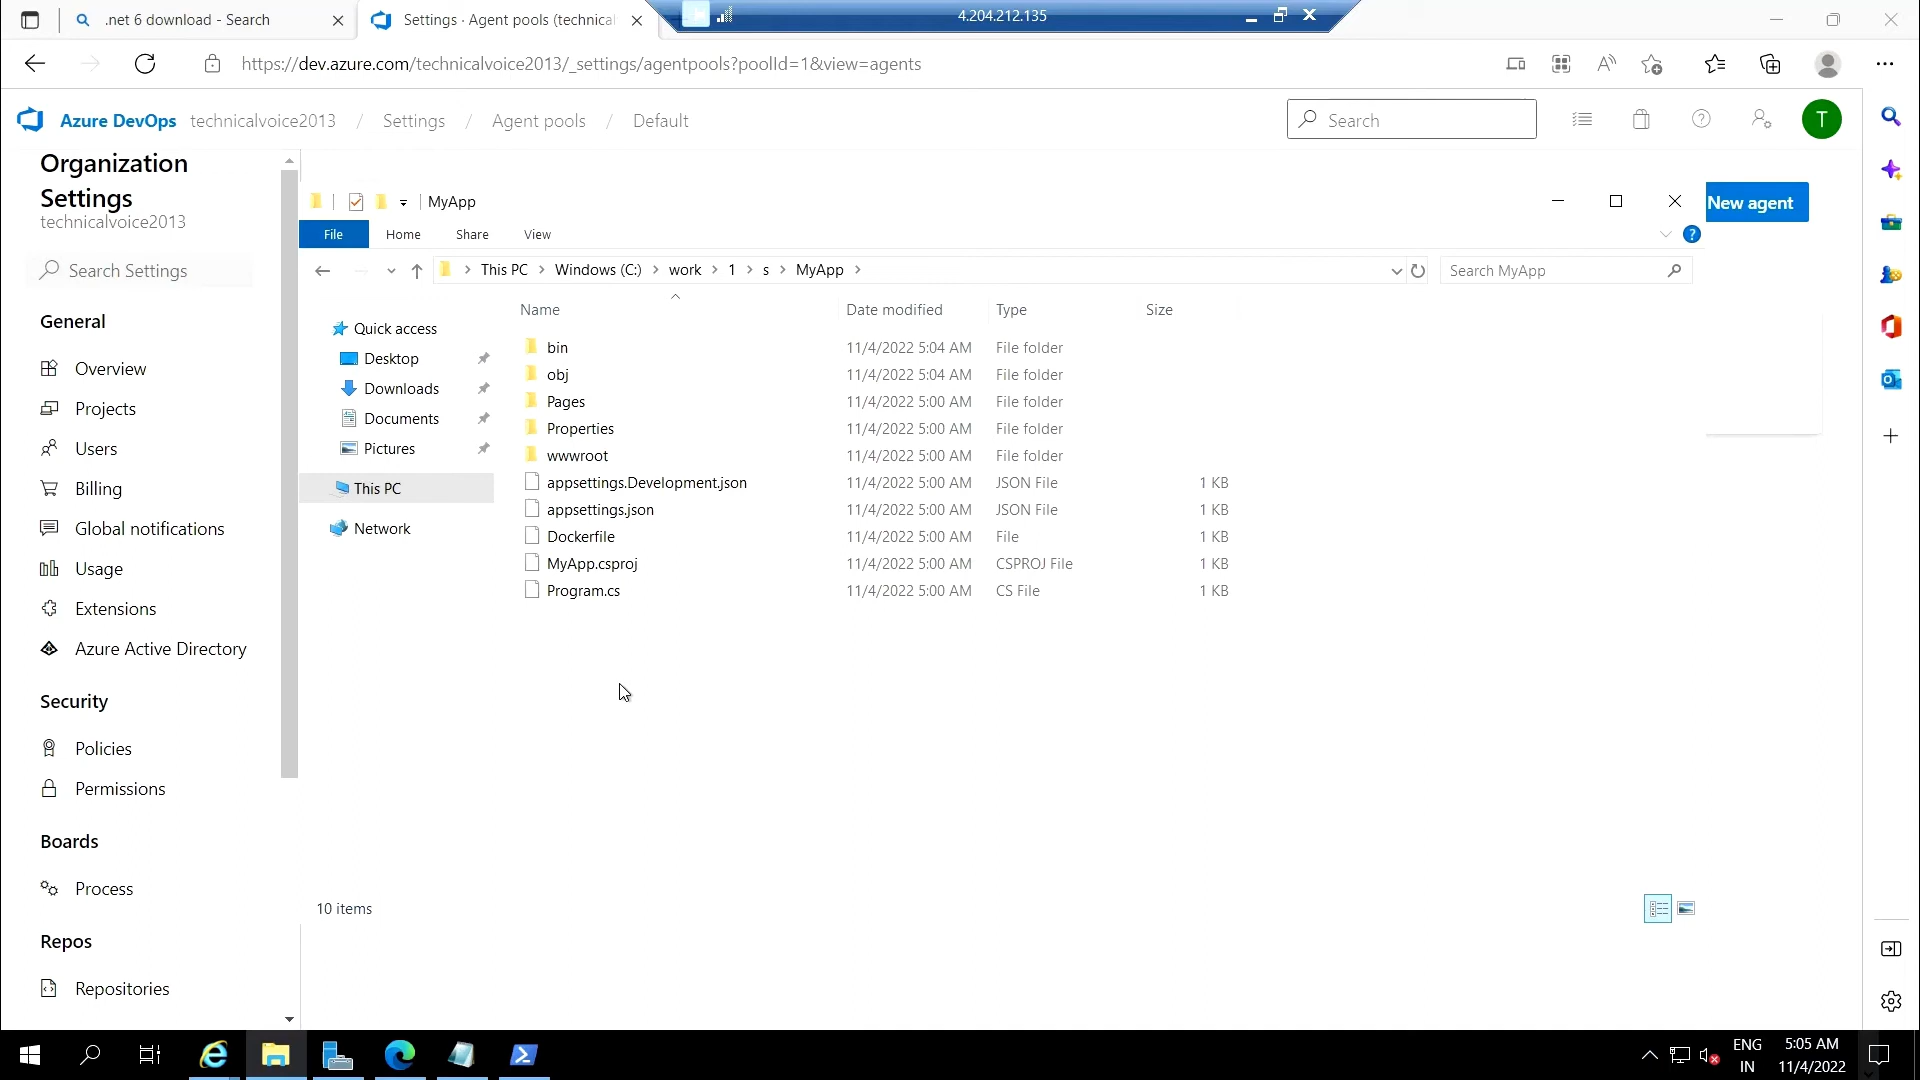 .net 6 download - Search
Settings · Agent pools (technical
4.204.212.135
https://dev.azure.com/technicalvoice2013/_settings/agentpools?poolId=1&view=agents
Azure DevOps technicalvoice2013 / Settings / Agent pools / Default
Search
T
Organization
Settings
technicalvoice2013
Search Settings
General
Overview
Projects
Users
Billing
Global notifications
Usage
Extensions
Azure Active Directory
Security
Policies
Permissions
Boards
Process
Repos
Repositories
New agent
MyApp
File Home Share View
This PC > Windows (C:) > work > 1 > s > MyApp >
Search MyApp
Quick access
Desktop
Downloads
Documents
Pictures
This PC
Network
Name Date modified Type Size
bin 11/4/2022 5:04 AM File folder
obj 11/4/2022 5:04 AM File folder
Pages 11/4/2022 5:00 AM File folder
Properties 11/4/2022 5:00 AM File folder
wwwroot 11/4/2022 5:00 AM File folder
appsettings.Development.json 11/4/2022 5:00 AM JSON File 1 KB
appsettings.json 11/4/2022 5:00 AM JSON File 1 KB
Dockerfile 11/4/2022 5:00 AM File 1 KB
MyApp.csproj 11/4/2022 5:00 AM CSPROJ File 1 KB
Program.cs 11/4/2022 5:00 AM CS File 1 KB
10 items
ENG
IN
5:05 AM
11/4/2022